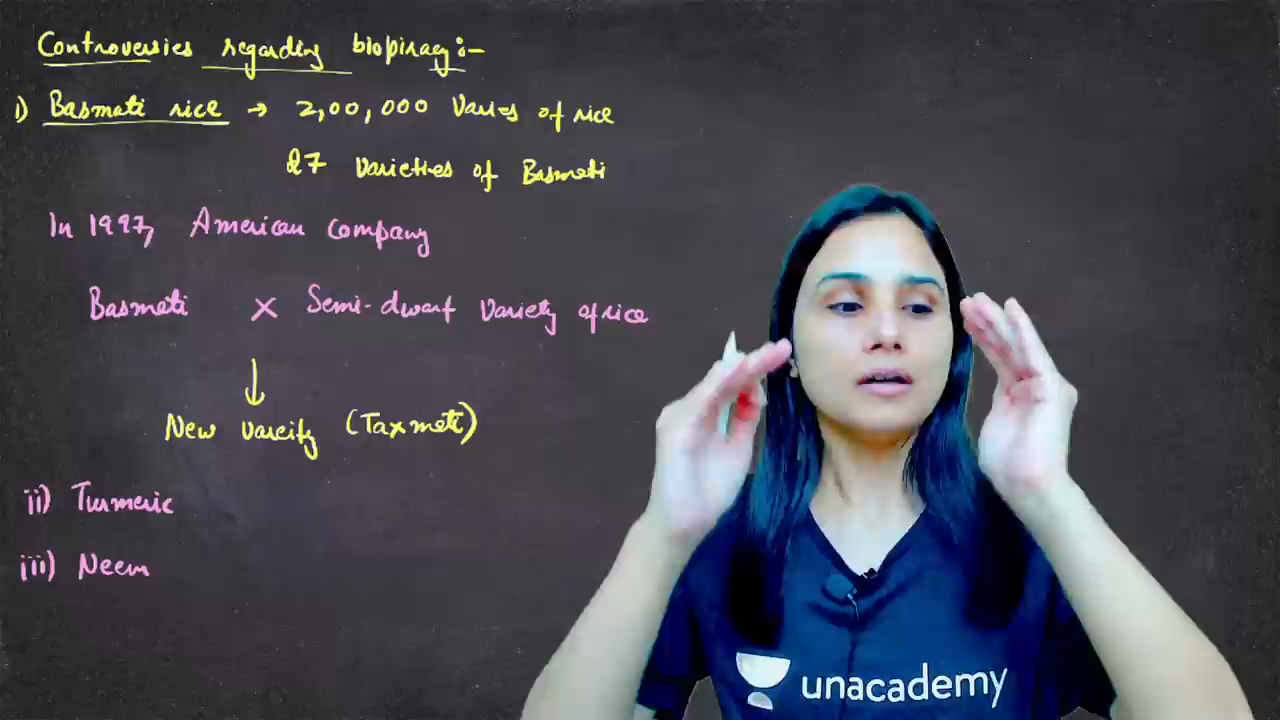 Controversies regarding biopiracy:-
i) Basmati rice → 2,00,000 Varies of rice
27 Varieties of Basmati
In 1997, American company
Basmati × Semi-dwarf Variety of rice
↓
New Variety (Taxmati)
ii) Turmeric
iii) Neem
unacademy